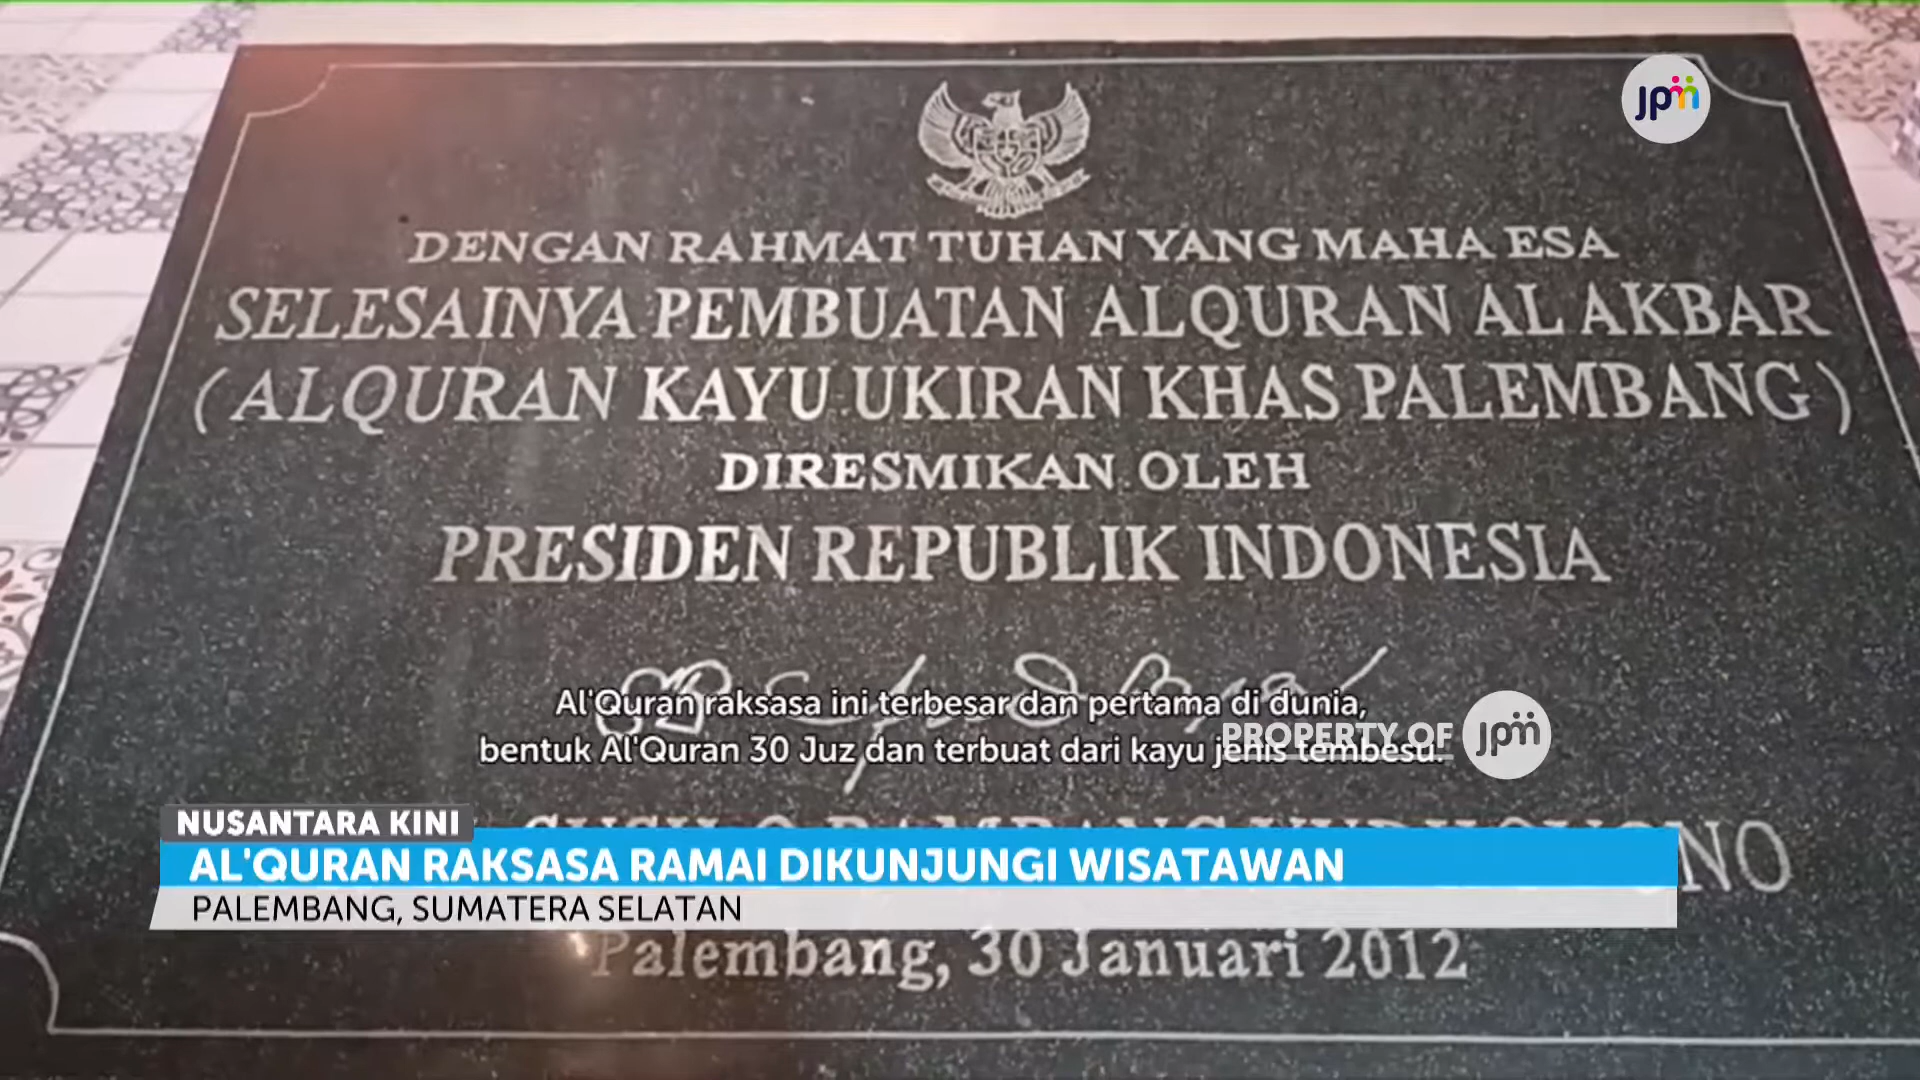 jpm
DENGAN RAHMAT TUHAN YANG MAHA ESA
SELESAINYA PEMBUATAN ALQURAN AL AKBAR
( ALQURAN KAYU UKIRAN KHAS PALEMBANG )
DIRESMIKAN OLEH
PRESIDEN REPUBLIK INDONESIA
Al'Quran raksasa ini terbesar dan pertama di dunia,
bentuk Al'Quran 30 Juz dan terbuat dari kayu jenis tembesu.
PROPERTY OF jpm
NUSANTARA KINI
AL'QURAN RAKSASA RAMAI DIKUNJUNGI WISATAWAN
PALEMBANG, SUMATERA SELATAN
Palembang, 30 Januari 2012